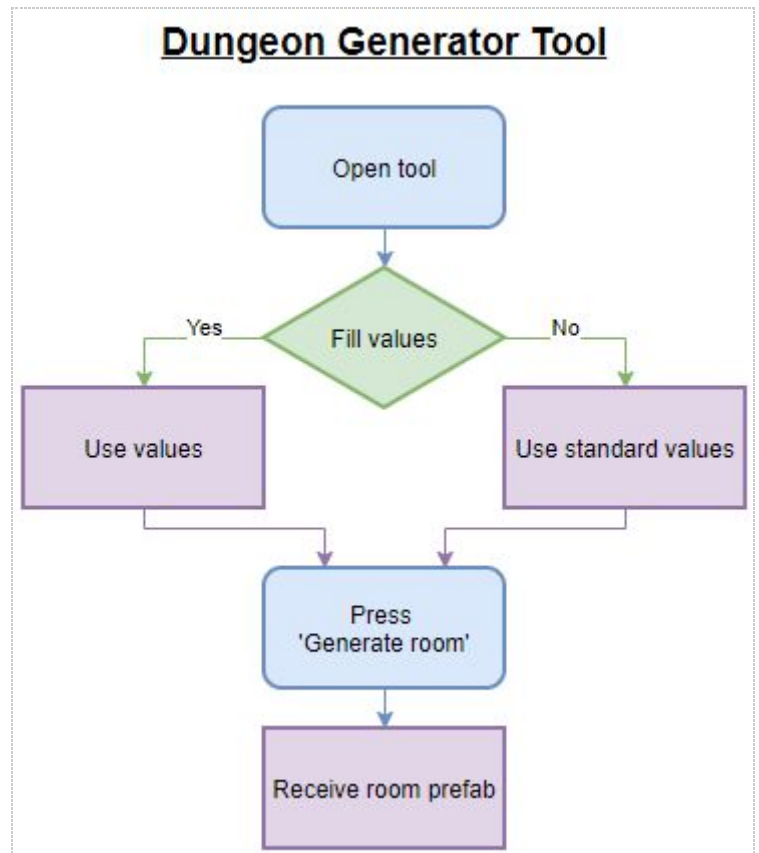 Dungeon Generator Tool
Open tool
Fill values
Yes
No
Use values
Use standard values
Press
'Generate room'
Receive room prefab